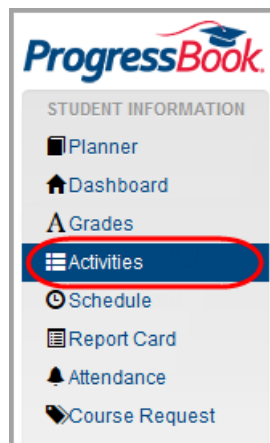 ProgressBook.
STUDENT INFORMATION
Planner
Dashboard
Grades
Activities
Schedule
Report Card
Attendance
Course Request